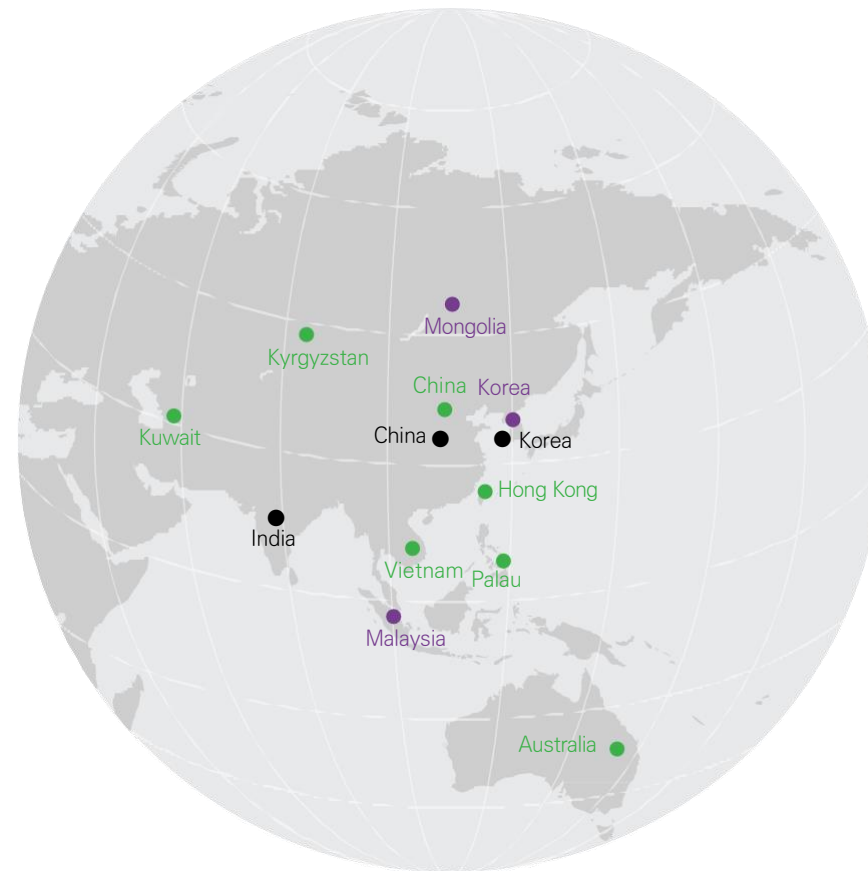 Mongolia
Kyrgyzstan
China
Korea
Kuwait
China
Korea
Hong Kong
India
Vietnam
Palau
Malaysia
Australia